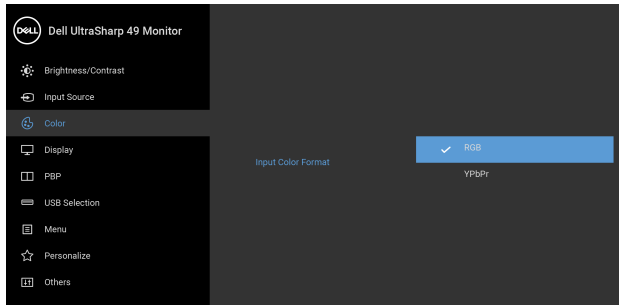 DELL Dell UltraSharp 49 Monitor
Brightness/Contrast
Input Source
Color
Display
PBP
USB Selection
Menu
Personalize
Others
Input Color Format
RGB
YPbPr